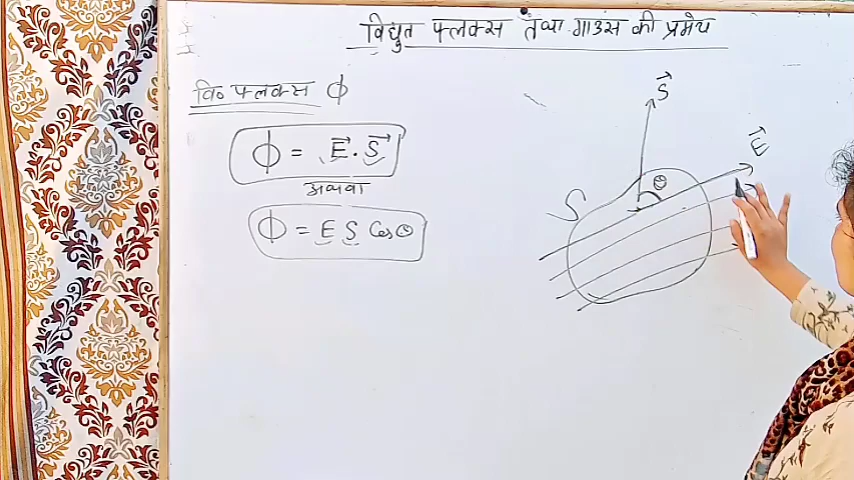 विद्युत फ्लक्स तथा गाउस की प्रमेय
वि० फ्लक्स ϕ
ϕ = E⃗ . S⃗
अथवा
ϕ = E S Cosθ
S⃗
E⃗
θ
S